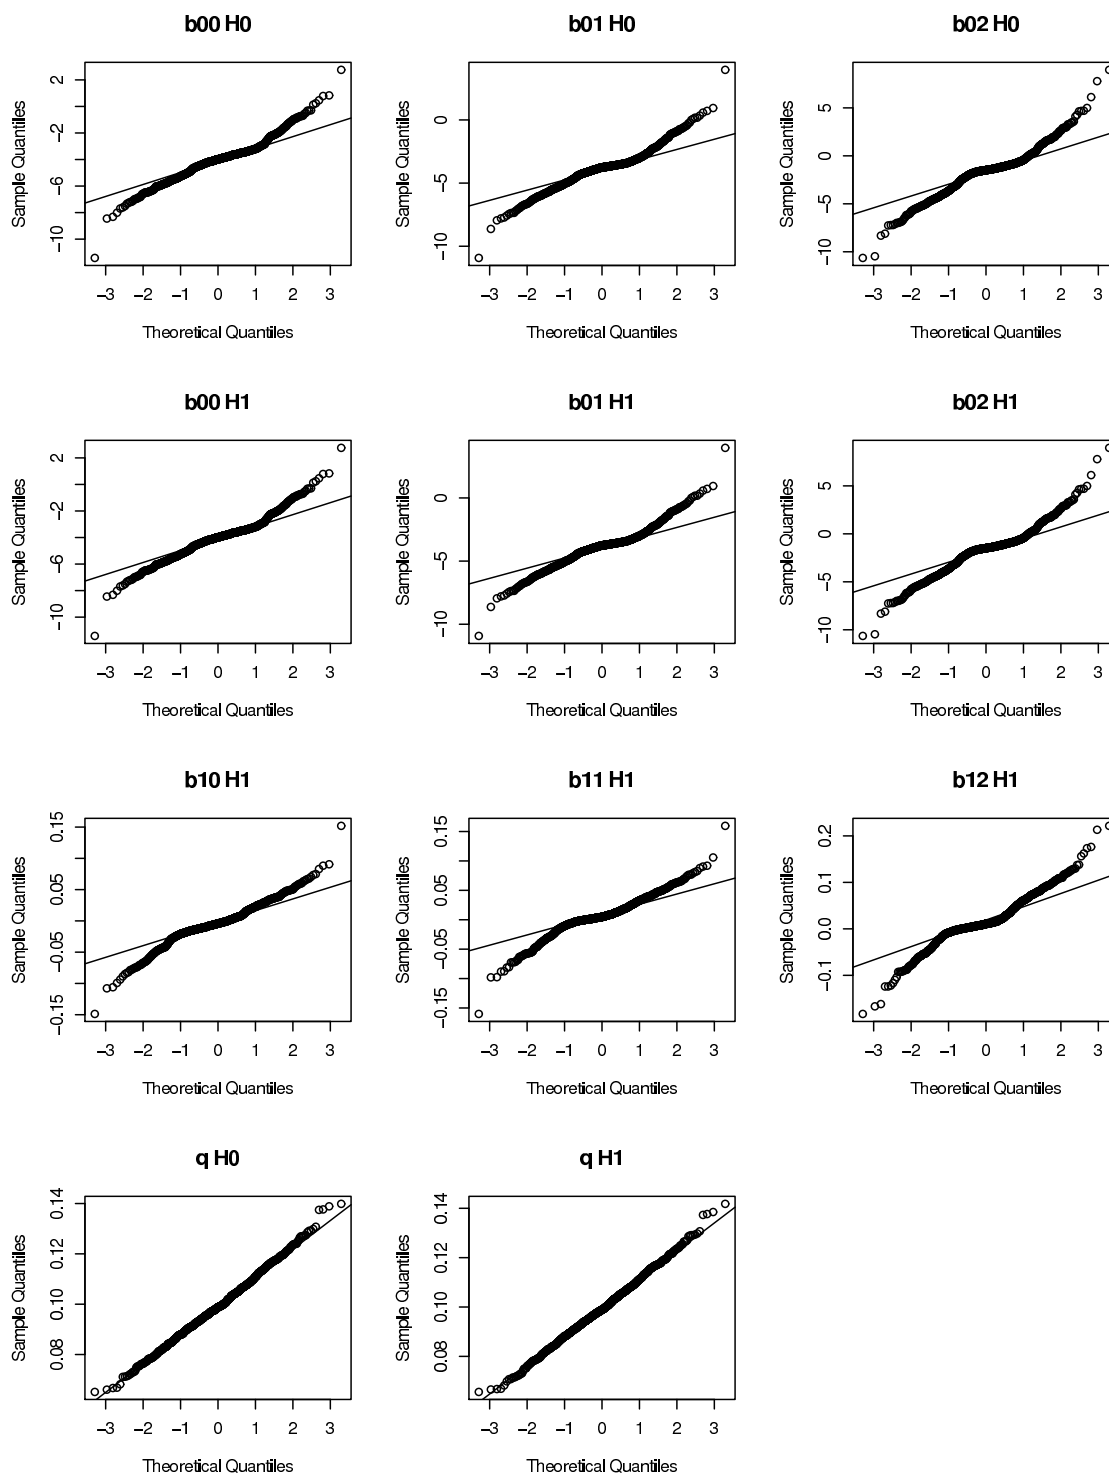 b00 H0
b01 H0
b02 H0
Sample Quantiles
2
−2
−6
−10
−3 −2 −1 0 1 2 3
Theoretical Quantiles
Sample Quantiles
0
−5
−10
−3 −2 −1 0 1 2 3
Theoretical Quantiles
Sample Quantiles
5
0
−5
−10
−3 −2 −1 0 1 2 3
Theoretical Quantiles
b00 H1
b01 H1
b02 H1
Sample Quantiles
2
−2
−6
−10
−3 −2 −1 0 1 2 3
Theoretical Quantiles
Sample Quantiles
0
−5
−10
−3 −2 −1 0 1 2 3
Theoretical Quantiles
Sample Quantiles
5
0
−5
−10
−3 −2 −1 0 1 2 3
Theoretical Quantiles
b10 H1
b11 H1
b12 H1
Sample Quantiles
0.15
0.05
−0.05
−0.15
−3 −2 −1 0 1 2 3
Theoretical Quantiles
Sample Quantiles
0.15
0.05
−0.05
−0.15
−3 −2 −1 0 1 2 3
Theoretical Quantiles
Sample Quantiles
0.2
0.1
0.0
−0.1
−3 −2 −1 0 1 2 3
Theoretical Quantiles
q H0
q H1
Sample Quantiles
0.14
0.12
0.10
0.08
−3 −2 −1 0 1 2 3
Theoretical Quantiles
Sample Quantiles
0.14
0.12
0.10
0.08
−3 −2 −1 0 1 2 3
Theoretical Quantiles